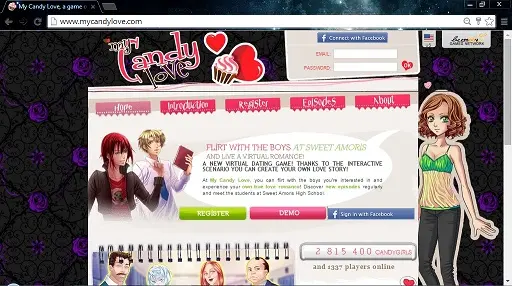 My Candy Love, a game o
www.mycandylove.com
my
Candy
love
Connect with Facebook
EMAIL:
PASSWORD:
GAMES NETWORK
Home
Introduction
Register
Episodes
About
FLIRT WITH THE BOYS AT SWEET AMORIS
AND LIVE A VIRTUAL ROMANCE!
A NEW VIRTUAL DATING GAME! THANKS TO THE INTERACTIVE
SCENARIO YOU CAN CREATE YOUR OWN LOVE STORY!
At My Candy Love, you can flirt with the boys you're interested in and
experience your own true love romance! Discover new episodes regularly
and meet the students at Sweet Amoris High School.
REGISTER
DEMO
Sign in with Facebook
2 815 400 CANDYGIRLS
and 1337 players online